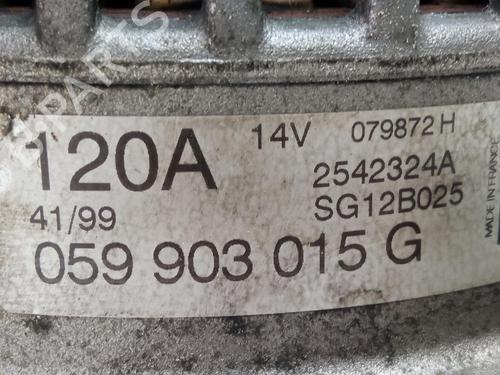 120A 14V 079872 H
2542324A
41/99 SG12B025
059 903 015 G
MADE IN FRANCE